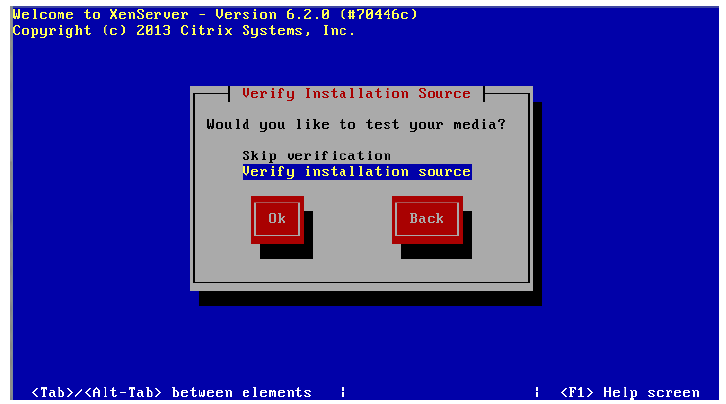 Welcome to XenServer - Version 6.2.0 (#70446c)
Copyright (c) 2013 Citrix Systems, Inc.
Verify Installation Source
Would you like to test your media?
Skip verification
Verify installation source
Ok Back
<Tab>/<Alt-Tab> between elements | | <F1> Help screen